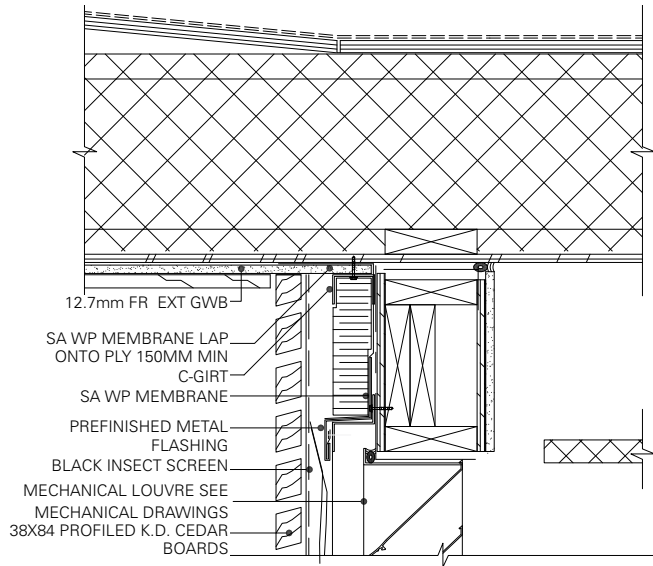 12.7mm FR EXT GWB
SA WP MEMBRANE LAP
ONTO PLY 150MM MIN
C-GIRT
SA WP MEMBRANE
PREFINISHED METAL
FLASHING
BLACK INSECT SCREEN
MECHANICAL LOUVRE SEE
MECHANICAL DRAWINGS
38X84 PROFILED K.D. CEDAR
BOARDS